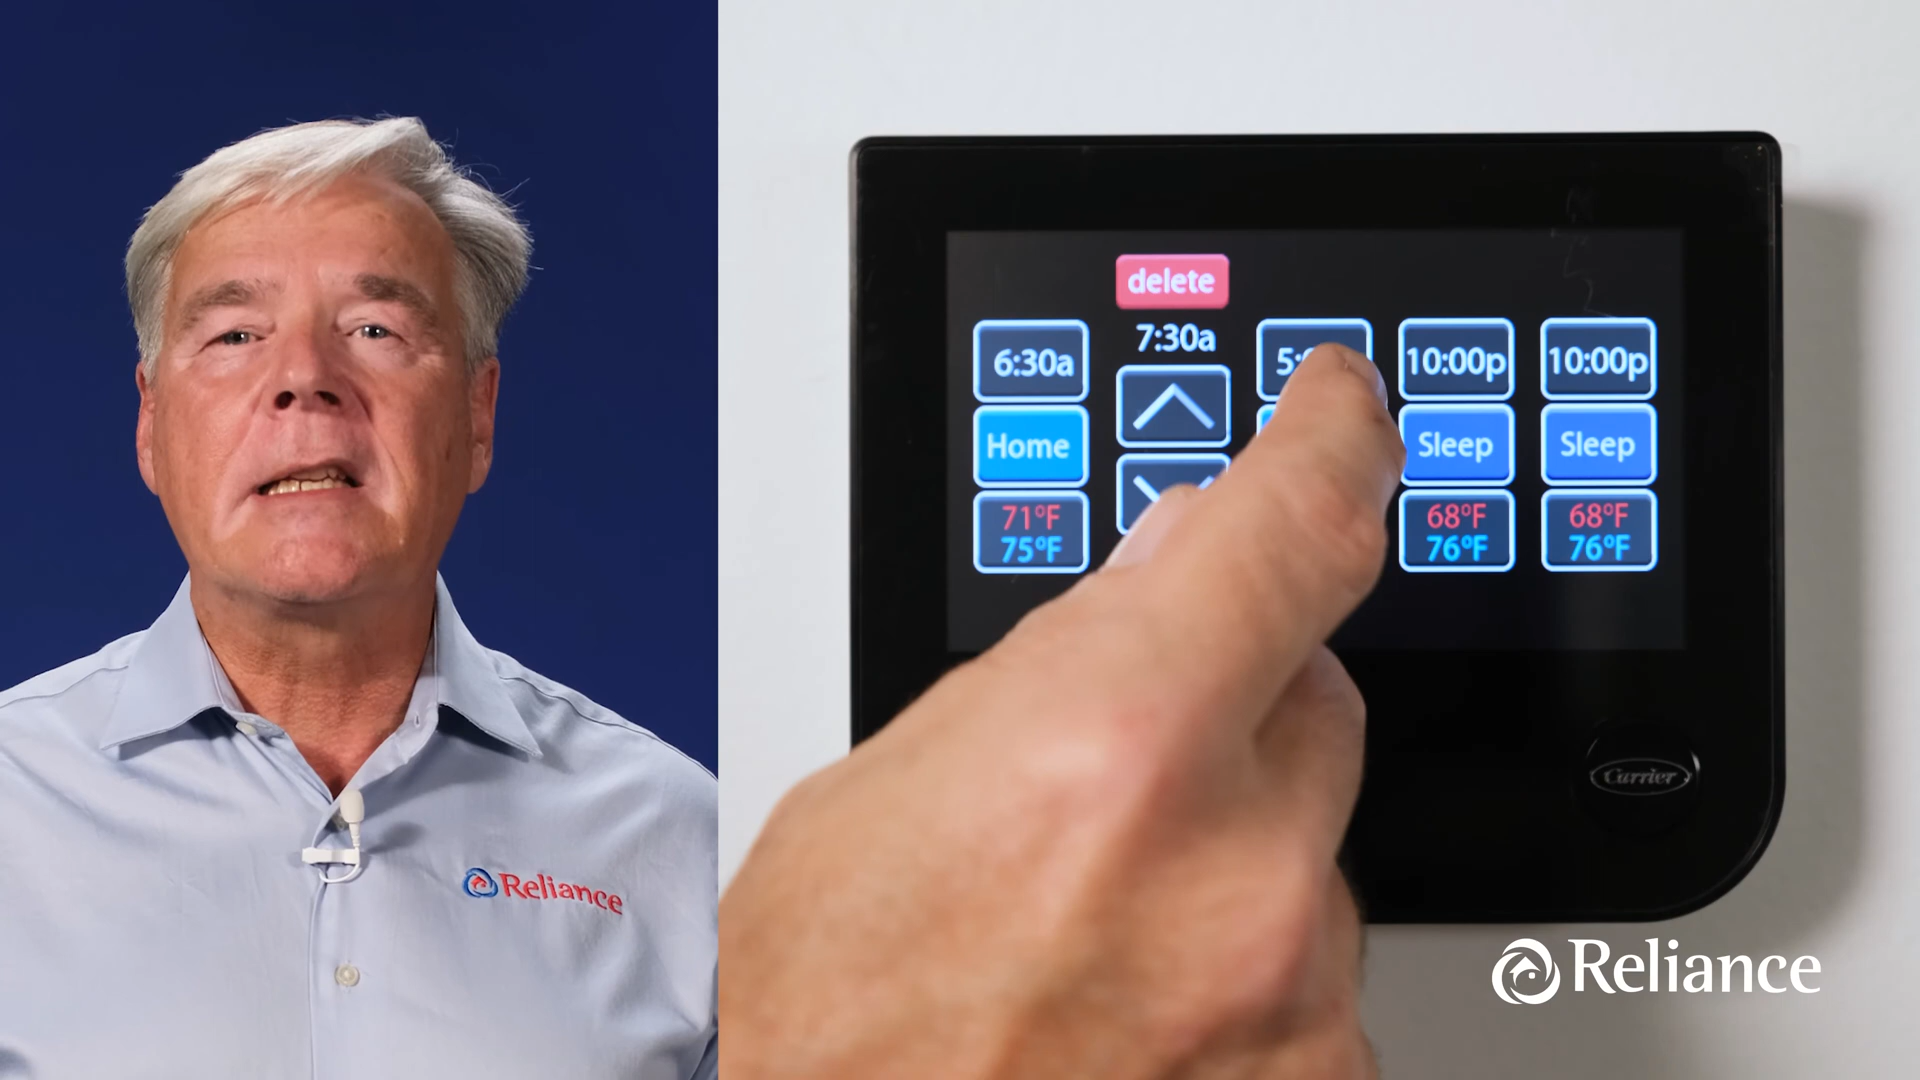 Reliance
delete
6:30a
7:30a
10:00p
10:00p
Home
Sleep
Sleep
71°F
75°F
68°F
76°F
68°F
76°F
Carrier
Reliance